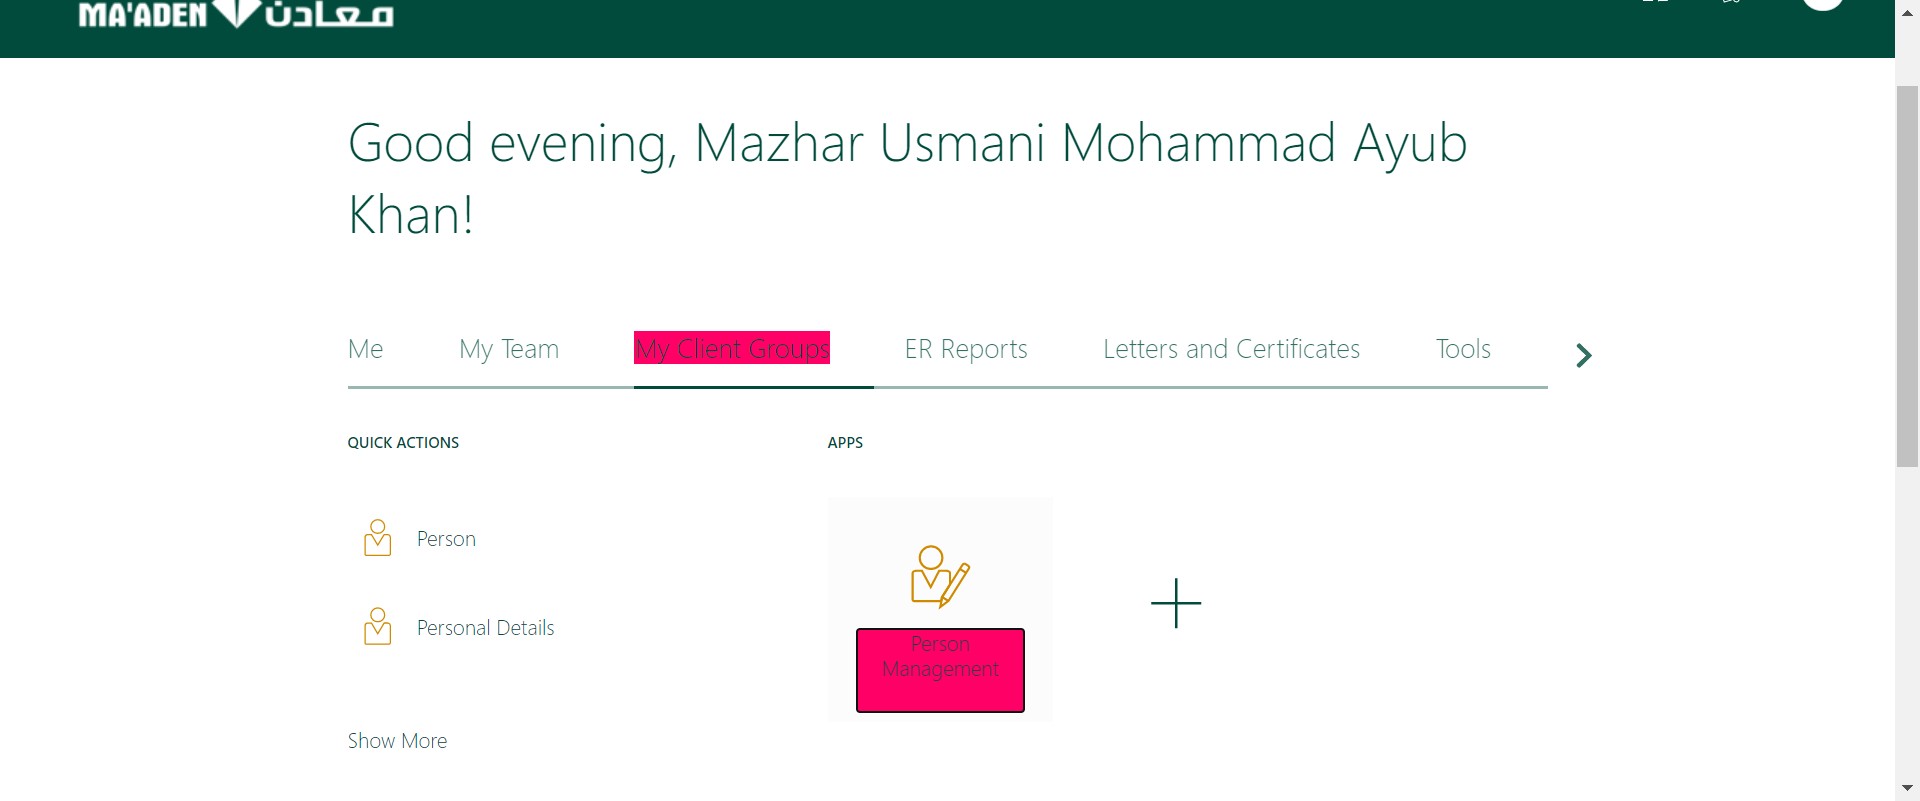 MA'ADEN معادن
Good evening, Mazhar Usmani Mohammad Ayub
Khan!
Me My Team My Client Groups ER Reports Letters and Certificates Tools
QUICK ACTIONS APPS
Person
Personal Details
Person
Management
Show More